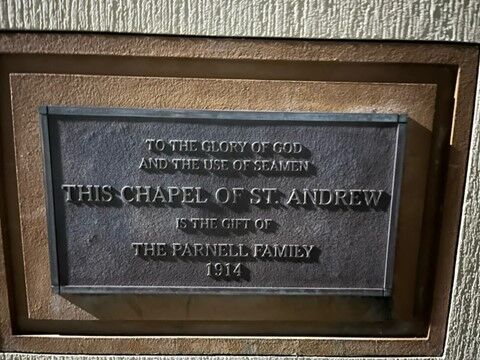 TO THE GLORY OF GOD
AND THE USE OF SEAMEN
THIS CHAPEL OF ST. ANDREW
IS THE GIFT OF
THE PARNELL FAMILY
1914